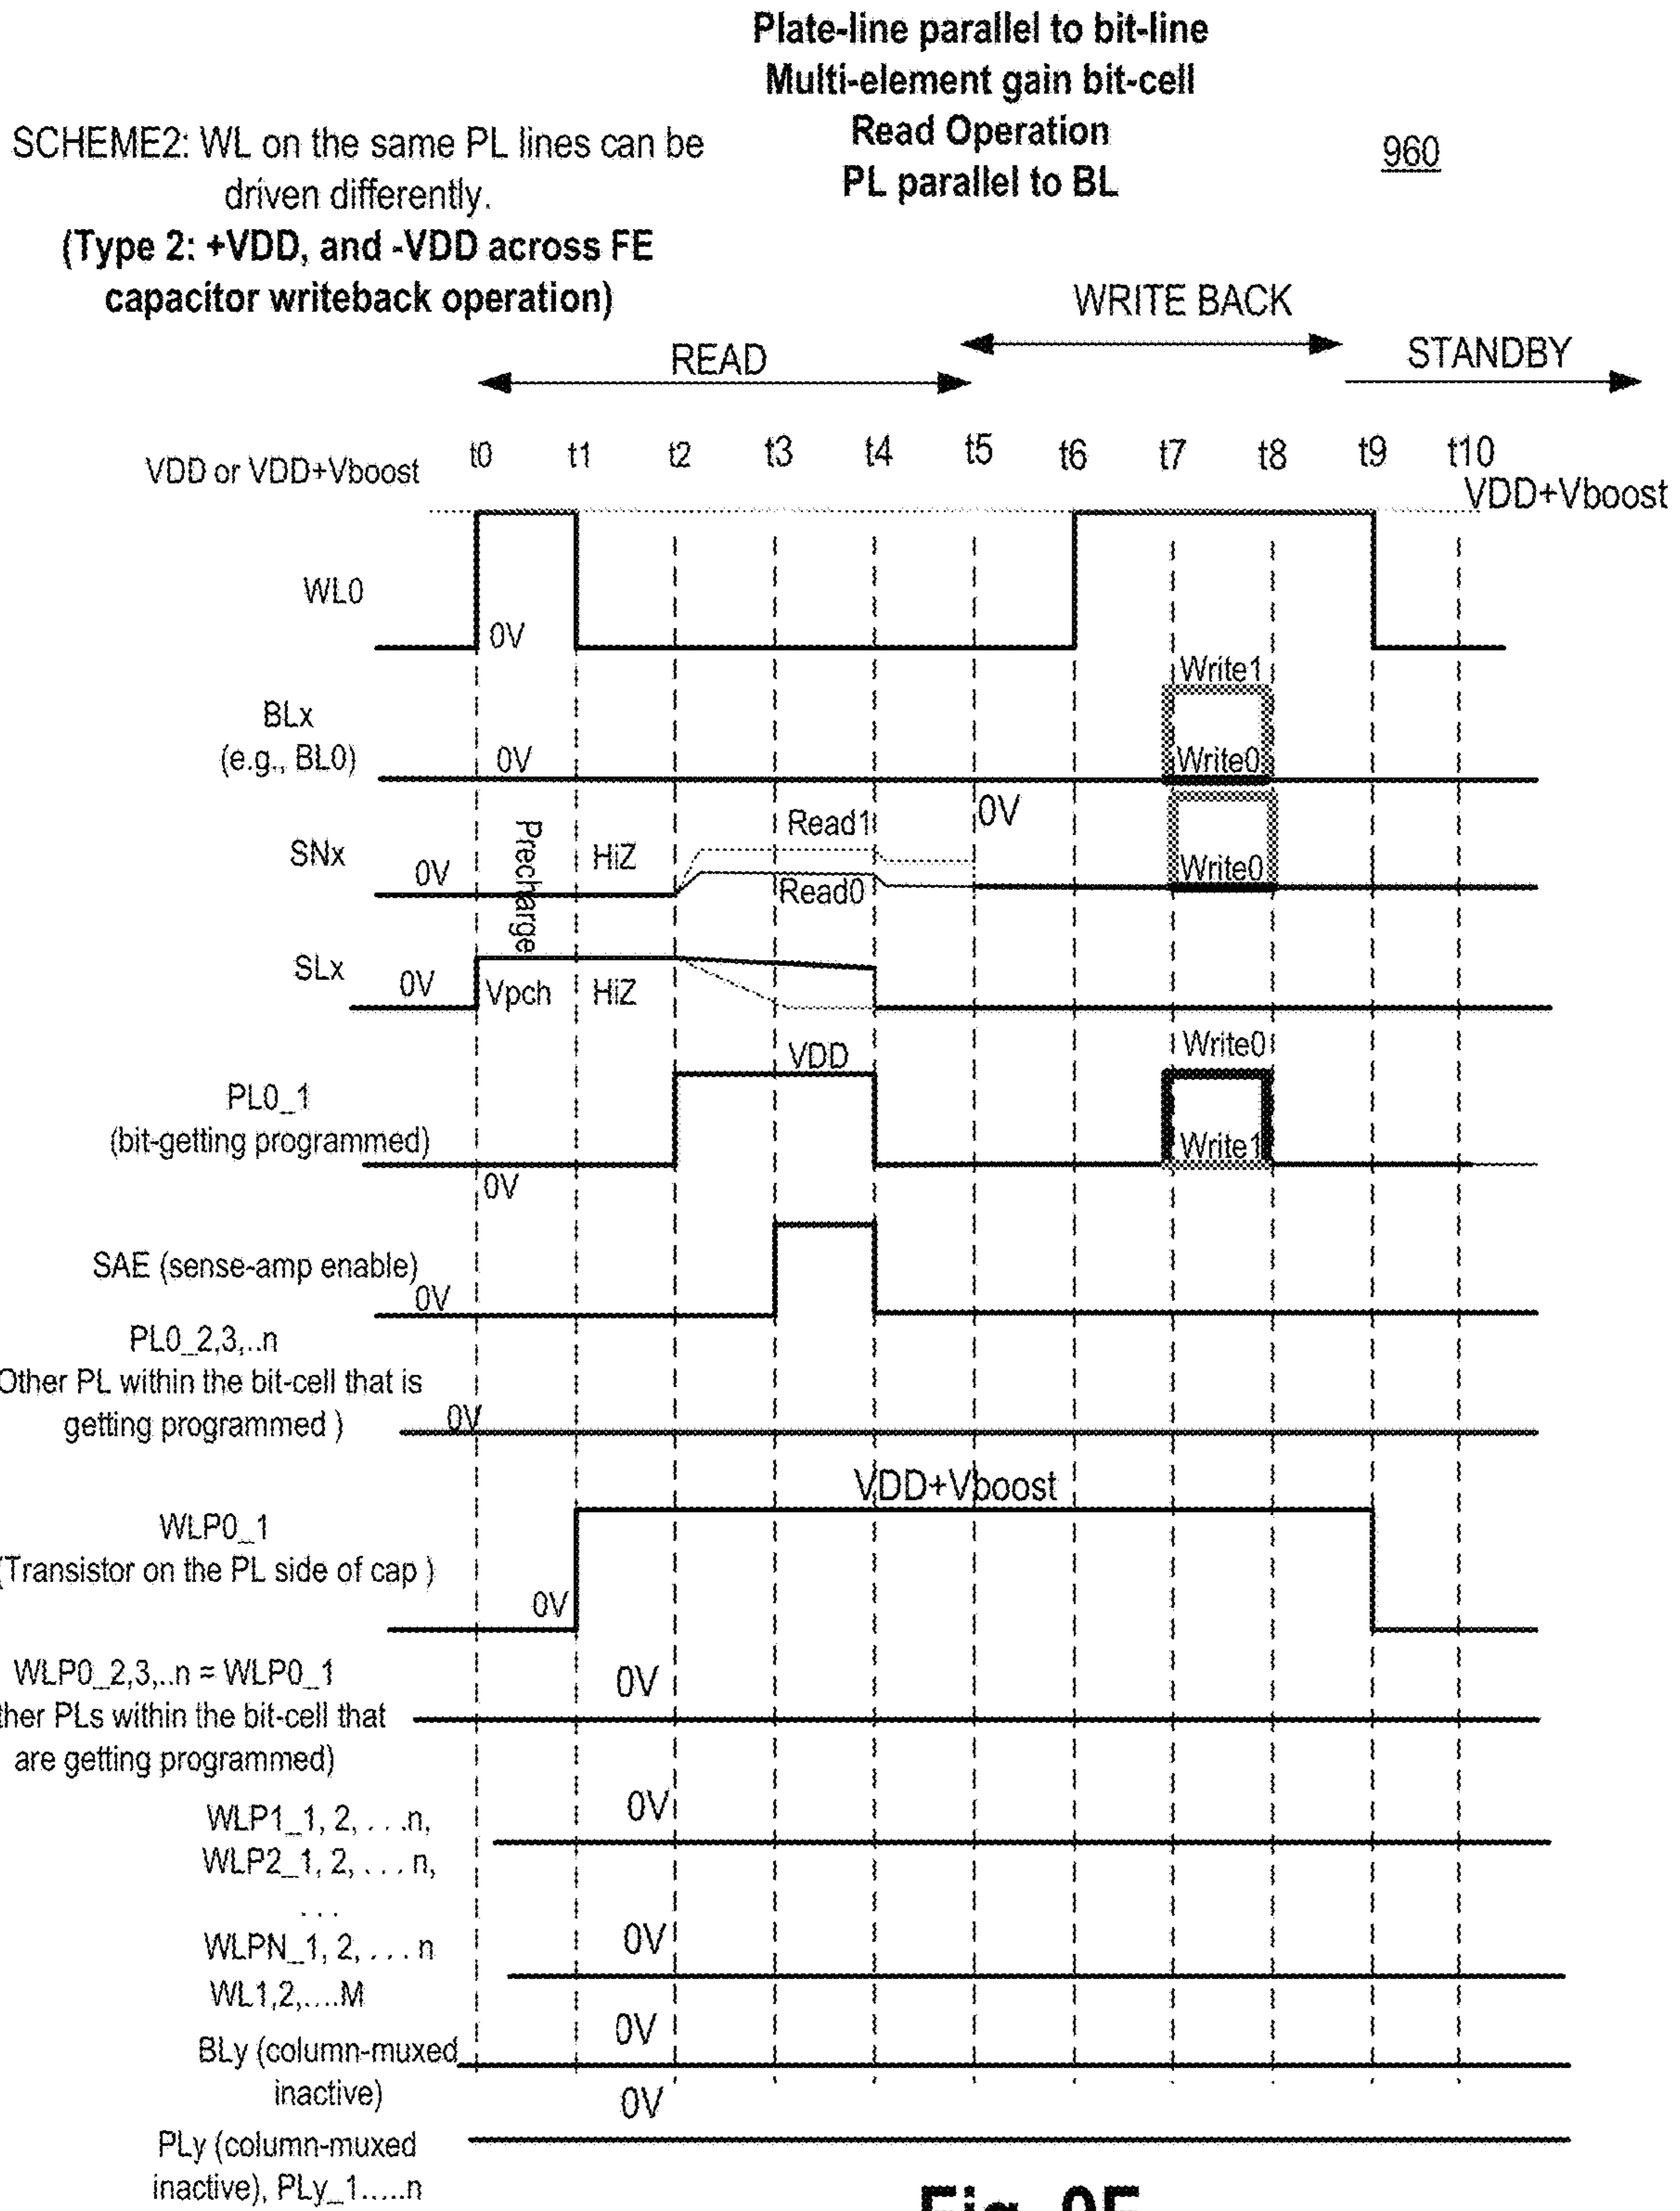 Plate-line parallel to bit-line
Multi-element gain bit-cell
Read Operation
PL parallel to BL
960
SCHEME2: WL on the same PL lines can be
driven differently.
(Type 2: +VDD, and -VDD across FE
capacitor writeback operation)
READ
WRITE BACK
STANDBY
VDD or VDD+Vboost
t0 t1 t2 t3 t4 t5 t6 t7 t8 t9 t10
VDD+Vboost
WL0
0V
BLx
(e.g., BL0)
0V
Write1
Write0
SNx
0V
Precharge
HiZ
Read1
Read0
0V
Write0
SLx
0V
Vpch
HiZ
PL0_1
(bit-getting programmed)
0V
VDD
Write0
Write1
SAE (sense-amp enable)
0V
PL0_2,3,..n
Other PL within the bit-cell that is
getting programmed )
0V
WLP0_1
(Transistor on the PL side of cap )
0V
VDD+Vboost
WLP0_2,3,..n = WLP0_1
ther PLs within the bit-cell that
are getting programmed)
0V
WLP1_1, 2, . . .n,
WLP2_1, 2, . . . n,
. . .
WLPN_1, 2, . . . n
WL1,2,....M
0V
0V
BLy (column-muxed
inactive)
0V
PLy (column-muxed
inactive), PLy_1.....n
0V